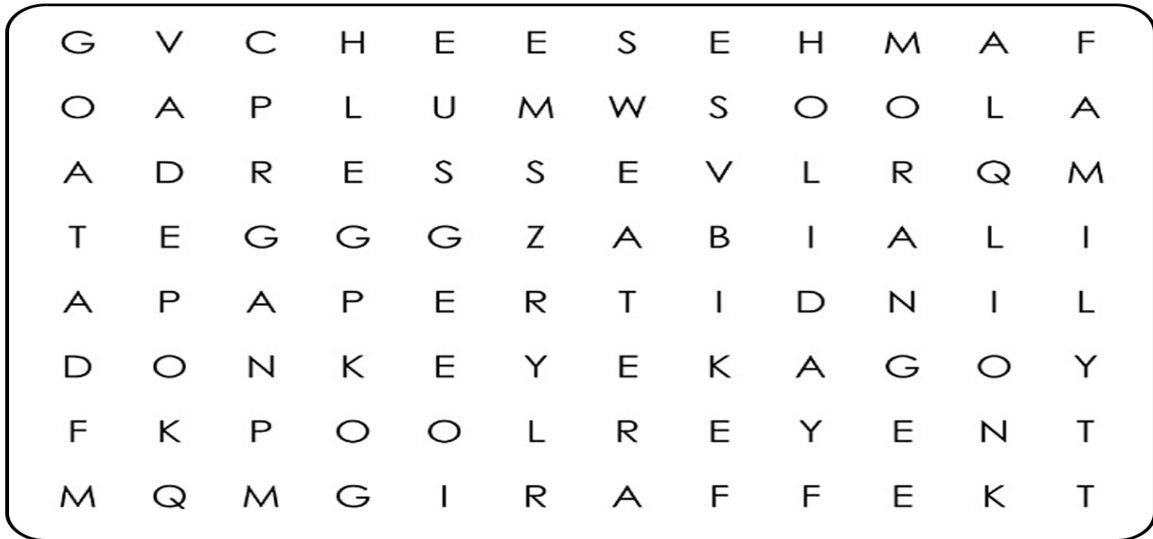 G V C H E E S E H M A F
O A P L U M W S O O L A
A D R E S S E V L R Q M
T E G G G Z A B I A L I
A P A P E R T I D N I L
D O N K E Y E K A G O Y
F K P O O L R E Y E N T
M Q M G I R A F F E K T